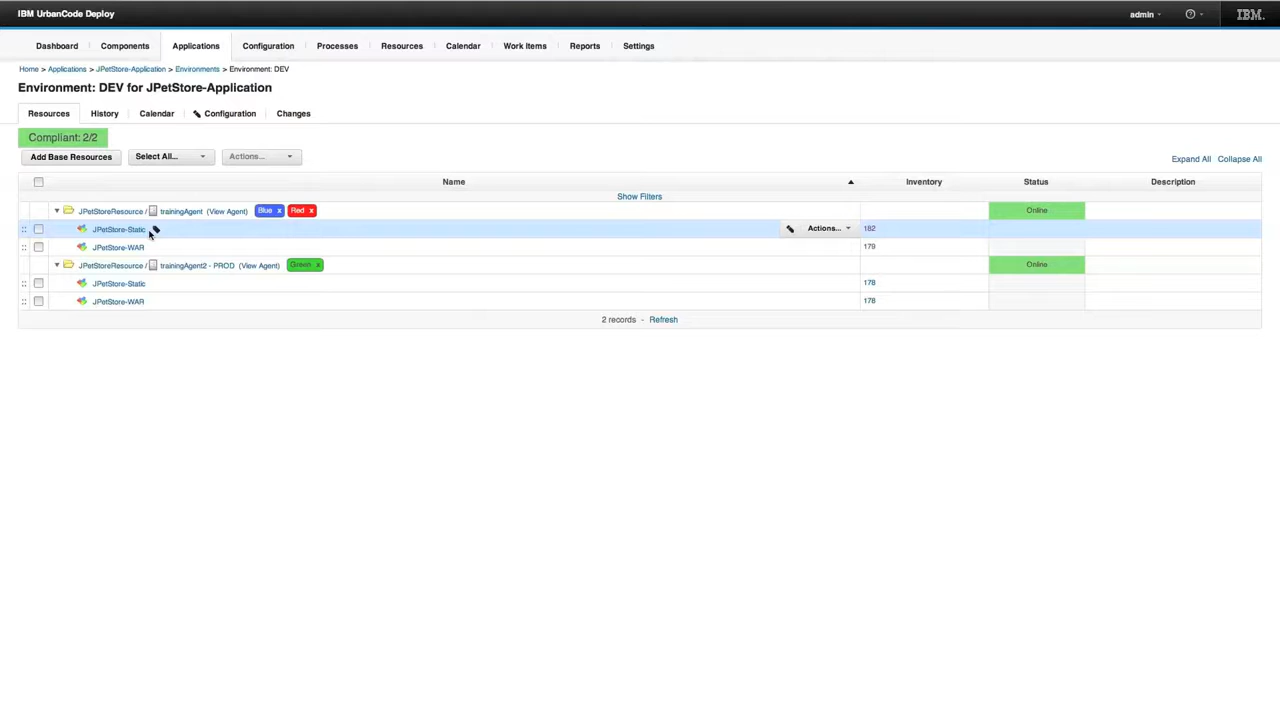 IBM UrbanCode Deploy
admin
IBM.
Dashboard Components Applications Configuration Processes Resources Calendar Work Items Reports Settings
Home > Applications > JPetStore-Application > Environments > Environment: DEV
Environment: DEV for JPetStore-Application
Resources History Calendar Configuration Changes
Compliant: 2/2
Add Base Resources Select All... Actions... Expand All Collapse All
Name Inventory Status Description
Show Filters
JPetStoreResource / trainingAgent (View Agent) Blue x Red x Online
JPetStore-Static Actions... 182
JPetStore-WAR 179
JPetStoreResource / trainingAgent2 - PROD (View Agent) Green x Online
JPetStore-Static 178
JPetStore-WAR 178
2 records - Refresh